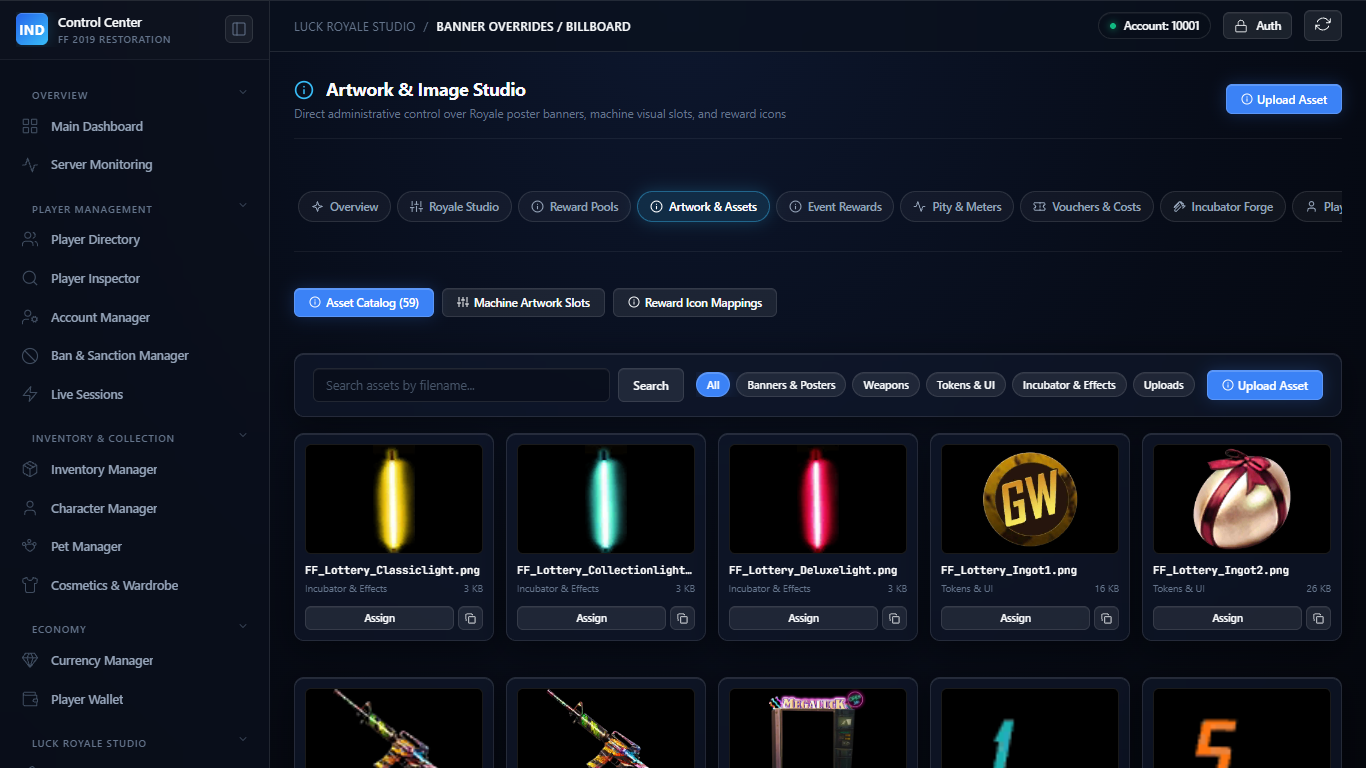 IND
Control Center
FF 2019 RESTORATION
LUCK ROYALE STUDIO / BANNER OVERRIDES / BILLBOARD
Account: 10001
Auth
OVERVIEW
Main Dashboard
Server Monitoring
PLAYER MANAGEMENT
Player Directory
Player Inspector
Account Manager
Ban & Sanction Manager
Live Sessions
INVENTORY & COLLECTION
Inventory Manager
Character Manager
Pet Manager
Cosmetics & Wardrobe
ECONOMY
Currency Manager
Player Wallet
LUCK ROYALE STUDIO
Artwork & Image Studio
Direct administrative control over Royale poster banners, machine visual slots, and reward icons
Upload Asset
Overview
Royale Studio
Reward Pools
Artwork & Assets
Event Rewards
Pity & Meters
Vouchers & Costs
Incubator Forge
Play
Asset Catalog (59)
Machine Artwork Slots
Reward Icon Mappings
Search assets by filename...
Search
All
Banners & Posters
Weapons
Tokens & UI
Incubator & Effects
Uploads
Upload Asset
FF_Lottery_Classiclight.png
Incubator & Effects 3 KB
Assign
FF_Lottery_Collectionlight…
Incubator & Effects 3 KB
Assign
FF_Lottery_Deluxelight.png
Incubator & Effects 3 KB
Assign
GW
FF_Lottery_Ingot1.png
Tokens & UI 16 KB
Assign
FF_Lottery_Ingot2.png
Tokens & UI 26 KB
Assign
MEGALUCK
1
5